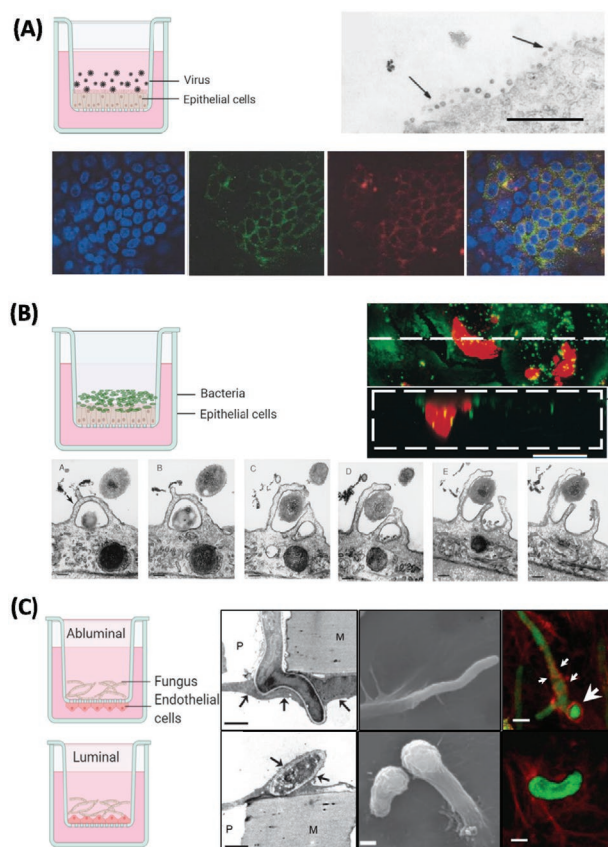 (A)
Virus
Epithelial cells
(B)
Bacteria
Epithelial cells
A
B
C
D
E
F
(C)
Abluminal
Fungus
Endothelial
cells
Luminal
P
M
P
M